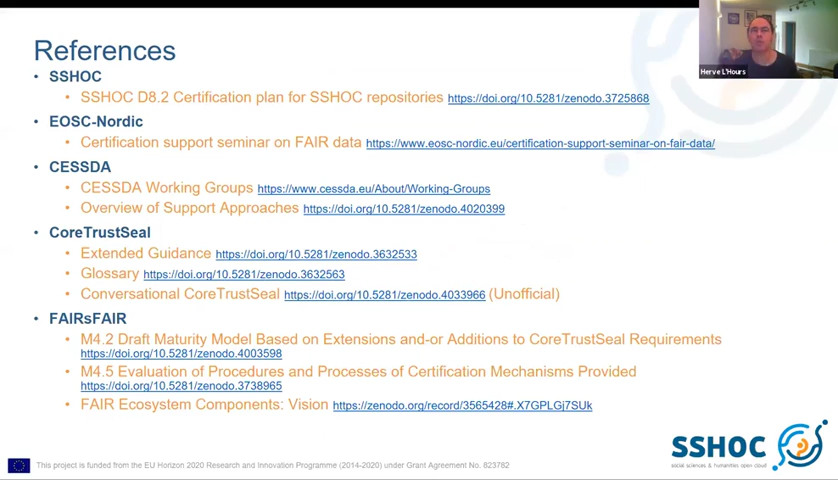 References
Herve L'Hours
• SSHOC
• SSHOC D8.2 Certification plan for SSHOC repositories https://doi.org/10.5281/zenodo.3725868
• EOSC-Nordic
• Certification support seminar on FAIR data https://www.eosc-nordic.eu/certification-support-seminar-on-fair-data/
• CESSDA
• CESSDA Working Groups https://www.cessda.eu/About/Working-Groups
• Overview of Support Approaches https://doi.org/10.5281/zenodo.4020399
• CoreTrustSeal
• Extended Guidance https://doi.org/10.5281/zenodo.3632533
• Glossary https://doi.org/10.5281/zenodo.3632563
• Conversational CoreTrustSeal https://doi.org/10.5281/zenodo.4033966 (Unofficial)
• FAIRsFAIR
• M4.2 Draft Maturity Model Based on Extensions and-or Additions to CoreTrustSeal Requirements
https://doi.org/10.5281/zenodo.4003598
• M4.5 Evaluation of Procedures and Processes of Certification Mechanisms Provided
https://doi.org/10.5281/zenodo.3738965
• FAIR Ecosystem Components: Vision https://zenodo.org/record/3565428#.X7GPLGj7SUk
SSHOC
social sciences & humanities open cloud
This project is funded from the EU Horizon 2020 Research and Innovation Programme (2014-2020) under Grant Agreement No. 823782